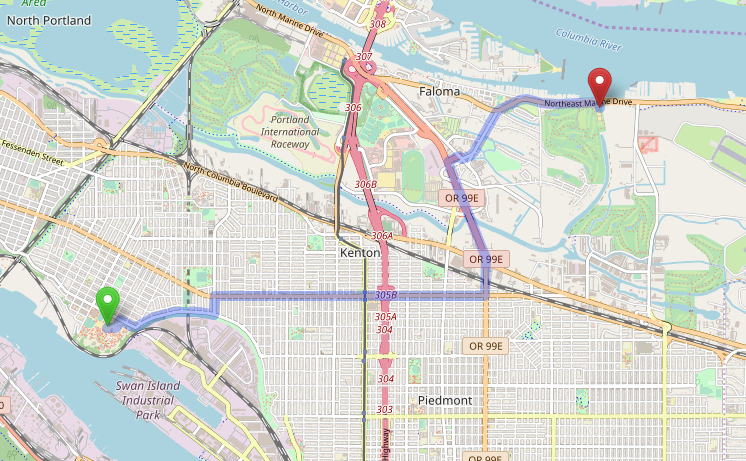 Area
North Portland
Harbor
North Marine Drive
308
307
306
Columbia River
Faloma
Northeast Marine Drive
Portland
International
Raceway
Fessenden Street
North Columbia Boulevard
306B
OR 99E
306A
Kenton
OR 99E
305B
305A
304
OR 99E
Swan Island
Industrial
Park
304
Piedmont
303
Highway
OR 99E
0